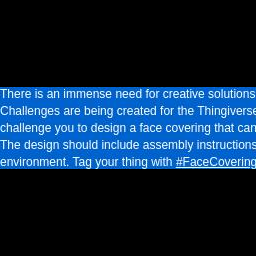 There is an immense need for creative solutions
Challenges are being created for the Thingiverse
challenge you to design a face covering that can
The design should include assembly instructions
environment. Tag your thing with #FaceCovering